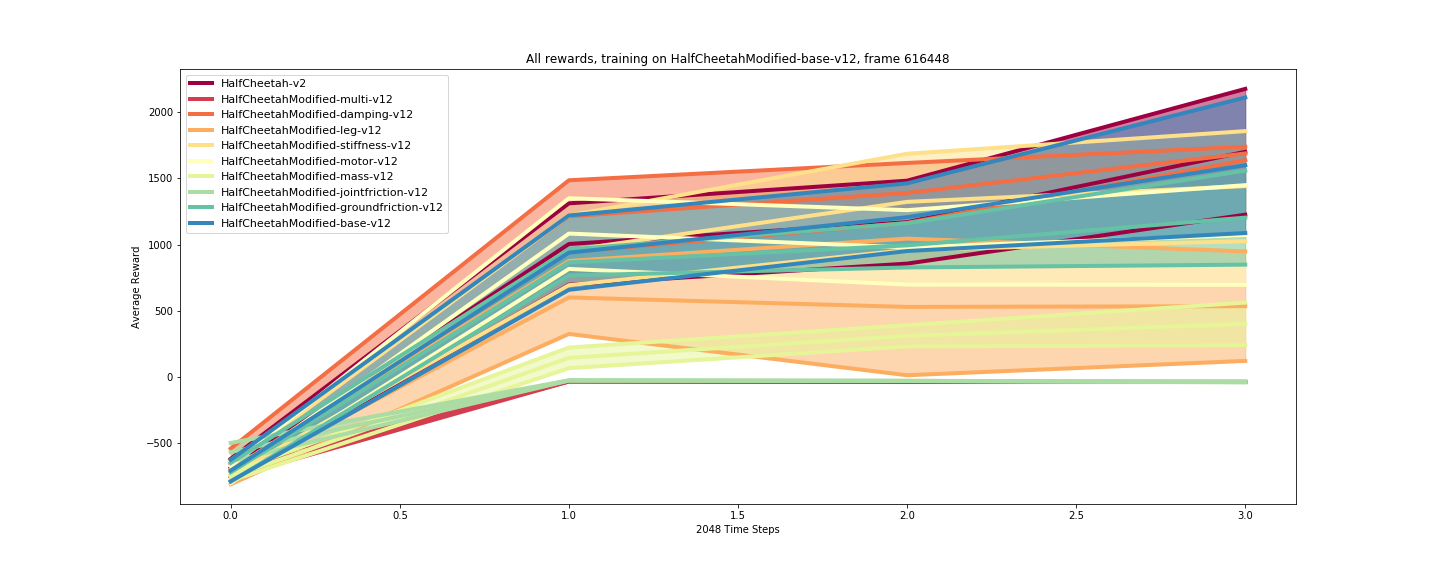 All rewards, training on HalfCheetahModified-base-v12, frame 616448
HalfCheetah-v2
HalfCheetahModified-multi-v12
HalfCheetahModified-damping-v12
HalfCheetahModified-leg-v12
HalfCheetahModified-stiffness-v12
HalfCheetahModified-motor-v12
HalfCheetahModified-mass-v12
HalfCheetahModified-jointfriction-v12
HalfCheetahModified-groundfriction-v12
HalfCheetahModified-base-v12
Average Reward
2000
1500
1000
500
0
−500
0.0 0.5 1.0 1.5 2.0 2.5 3.0
2048 Time Steps